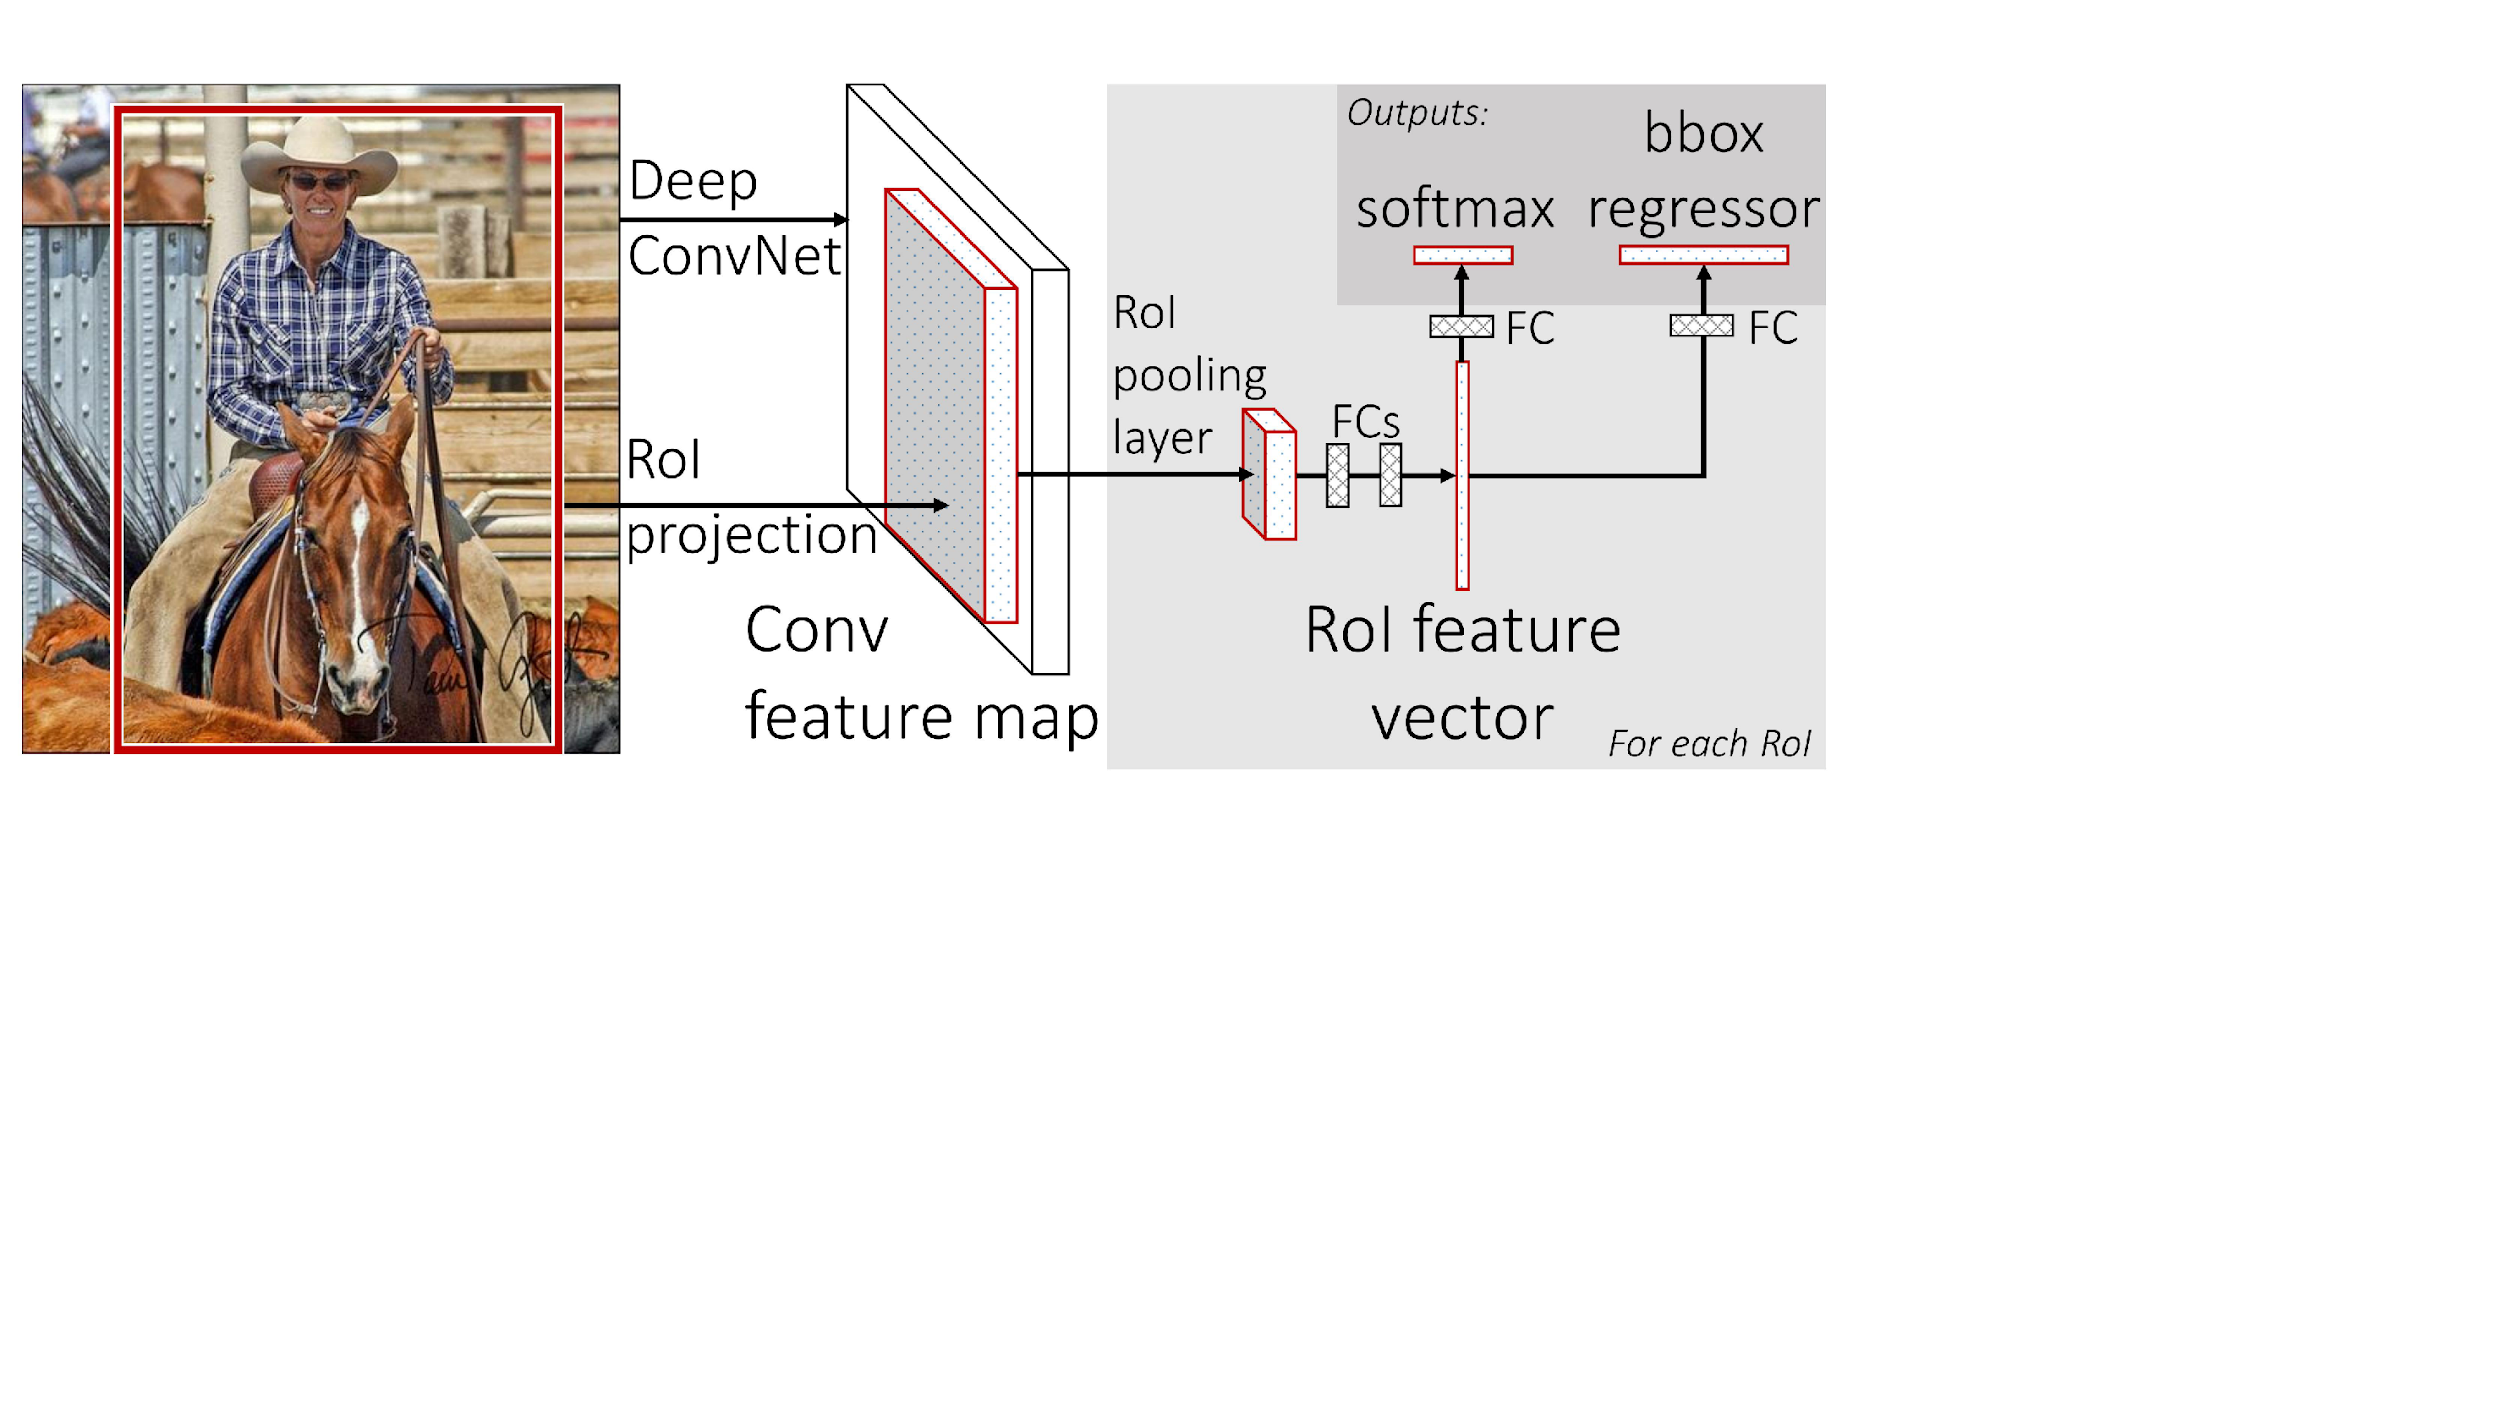 Deep
ConvNet
RoI
projection
Conv
feature map
RoI
pooling
layer
FCs
RoI feature
vector
For each RoI
Outputs:
softmax
bbox
regressor
FC
FC